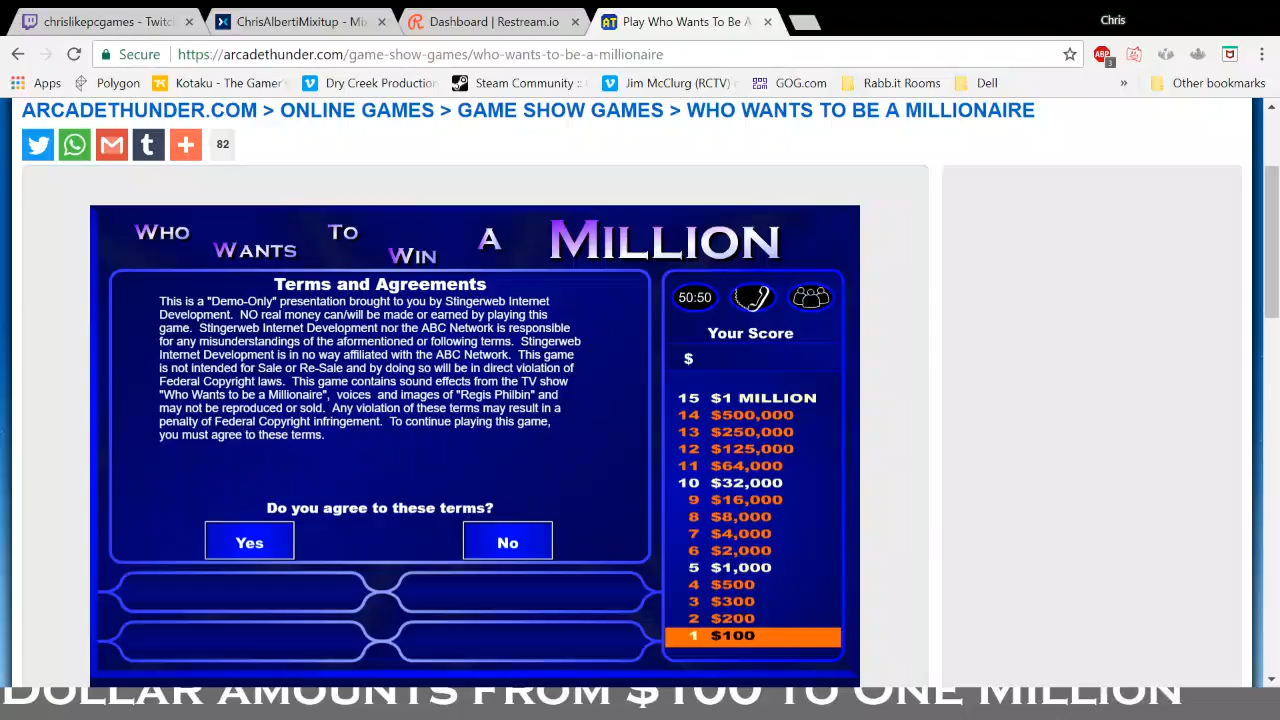 chrislikepcgames - Twitch
ChrisAlbertiMixitup - Mix
Dashboard | Restream.io
Play Who Wants To Be A
Chris
Secure
https://arcadethunder.com/game-show-games/who-wants-to-be-a-millionaire
ABP
3
Apps
Polygon
Kotaku - The Gamer's
Dry Creek Production
Steam Community ::
Jim McClurg (RCTV)
GOG.com
Rabb.it Rooms
Dell
»
Other bookmarks
ARCADETHUNDER.COM > ONLINE GAMES > GAME SHOW GAMES > WHO WANTS TO BE A MILLIONAIRE
82
WHO WANTS TO WIN A MILLION
Terms and Agreements
This is a "Demo-Only" presentation brought to you by Stingerweb Internet
Development. NO real money can/will be made or earned by playing this
game. Stingerweb Internet Development nor the ABC Network is responsible
for any misunderstandings of the aformentioned or following terms. Stingerweb
Internet Development is in no way affiliated with the ABC Network. This game
is not intended for Sale or Re-Sale and by doing so will be in direct violation of
Federal Copyright laws. This game contains sound effects from the TV show
"Who Wants to be a Millionaire", voices and images of "Regis Philbin" and
may not be reproduced or sold. Any violation of these terms may result in a
penalty of Federal Copyright infringement. To continue playing this game,
you must agree to these terms.
Do you agree to these terms?
Yes
No
50:50
Your Score
$
15 $1 MILLION
14 $500,000
13 $250,000
12 $125,000
11 $64,000
10 $32,000
9 $16,000
8 $8,000
7 $4,000
6 $2,000
5 $1,000
4 $500
3 $300
2 $200
1 $100
DOLLAR AMOUNTS FROM $100 TO ONE MILLION